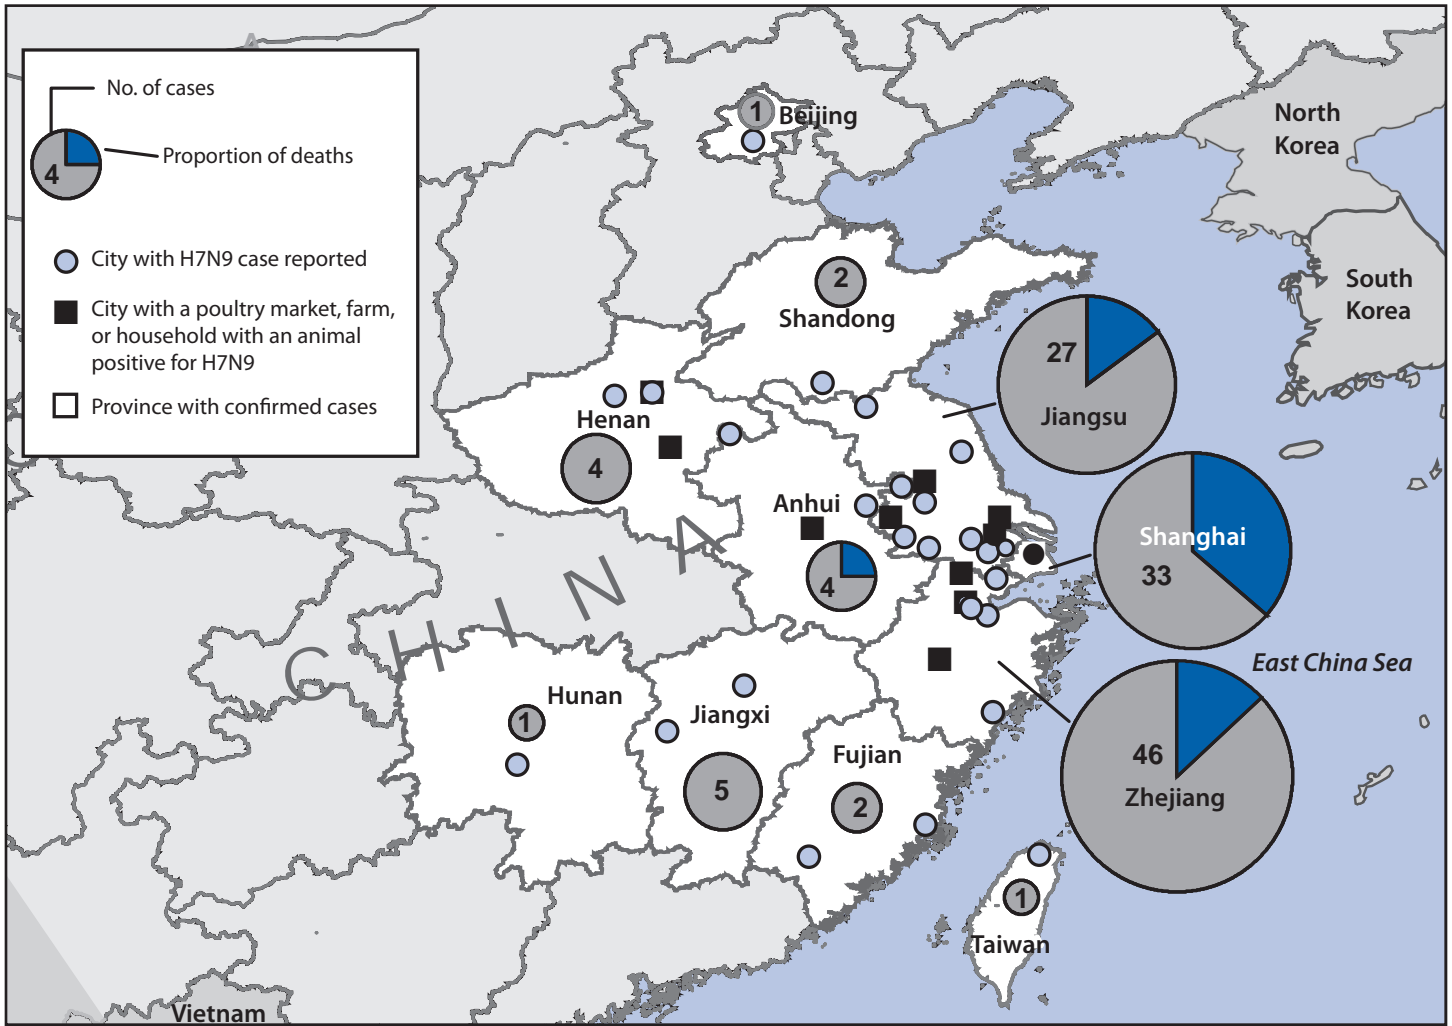 No. of cases
4
Proportion of deaths
City with H7N9 case reported
City with a poultry market, farm,
or household with an animal
positive for H7N9
Province with confirmed cases
1
Beijing
North
Korea
South
Korea
2
Shandong
27
Jiangsu
Henan
4
Anhui
4
Shanghai
33
CHINA
East China Sea
Hunan
1
Jiangxi
5
Fujian
2
46
Zhejiang
1
Taiwan
Vietnam